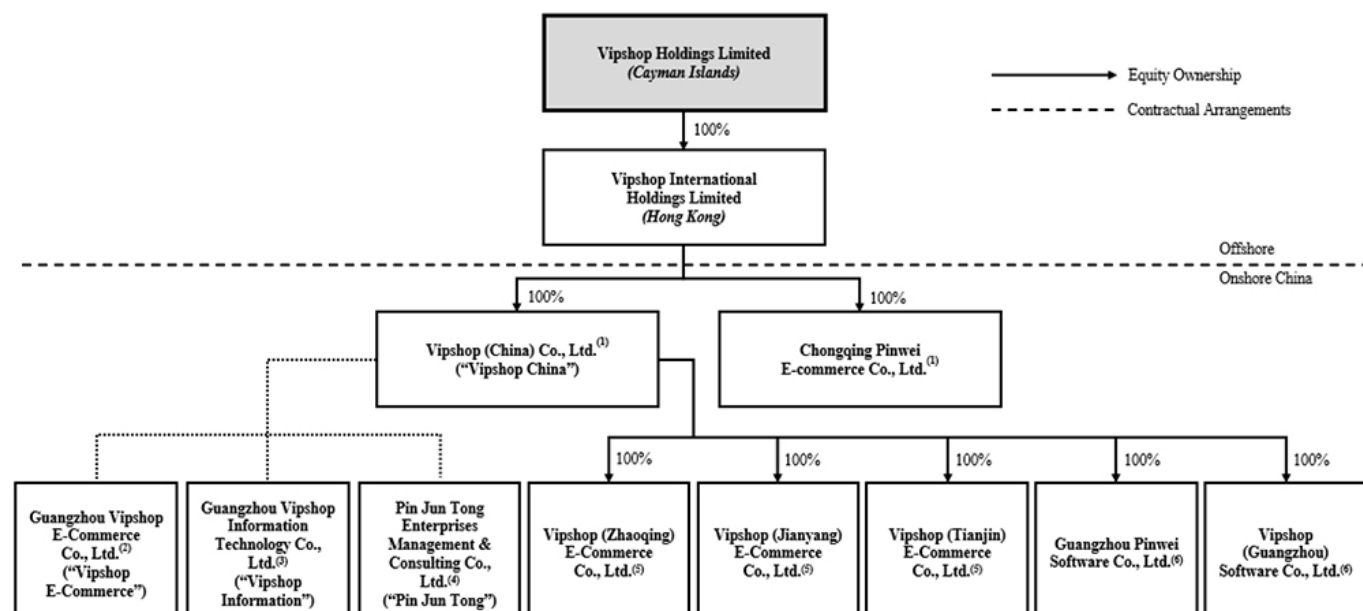 Vipshop Holdings Limited
(Cayman Islands)
Equity Ownership
Contractual Arrangements
100%
Vipshop International
Holdings Limited
(Hong Kong)
Offshore
Onshore China
100%
100%
Vipshop (China) Co., Ltd.(1)
(“Vipshop China”)
Chongqing Pinwei
E-commerce Co., Ltd.(1)
100%
100%
100%
100%
100%
Guangzhou Vipshop
E-Commerce
Co., Ltd.(2)
(“Vipshop
E-Commerce”)
Guangzhou Vipshop
Information
Technology Co.,
Ltd.(3)
(“Vipshop
Information”)
Pin Jun Tong
Enterprises
Management &
Consulting Co.,
Ltd.(4)
(“Pin Jun Tong”)
Vipshop (Zhaoqing)
E-Commerce
Co., Ltd.(5)
Vipshop (Jianyang)
E-Commerce
Co., Ltd.(5)
Vipshop (Tianjin)
E-Commerce
Co., Ltd.(5)
Guangzhou Pinwei
Software Co., Ltd.(6)
Vipshop
(Guangzhou)
Software Co., Ltd.(6)